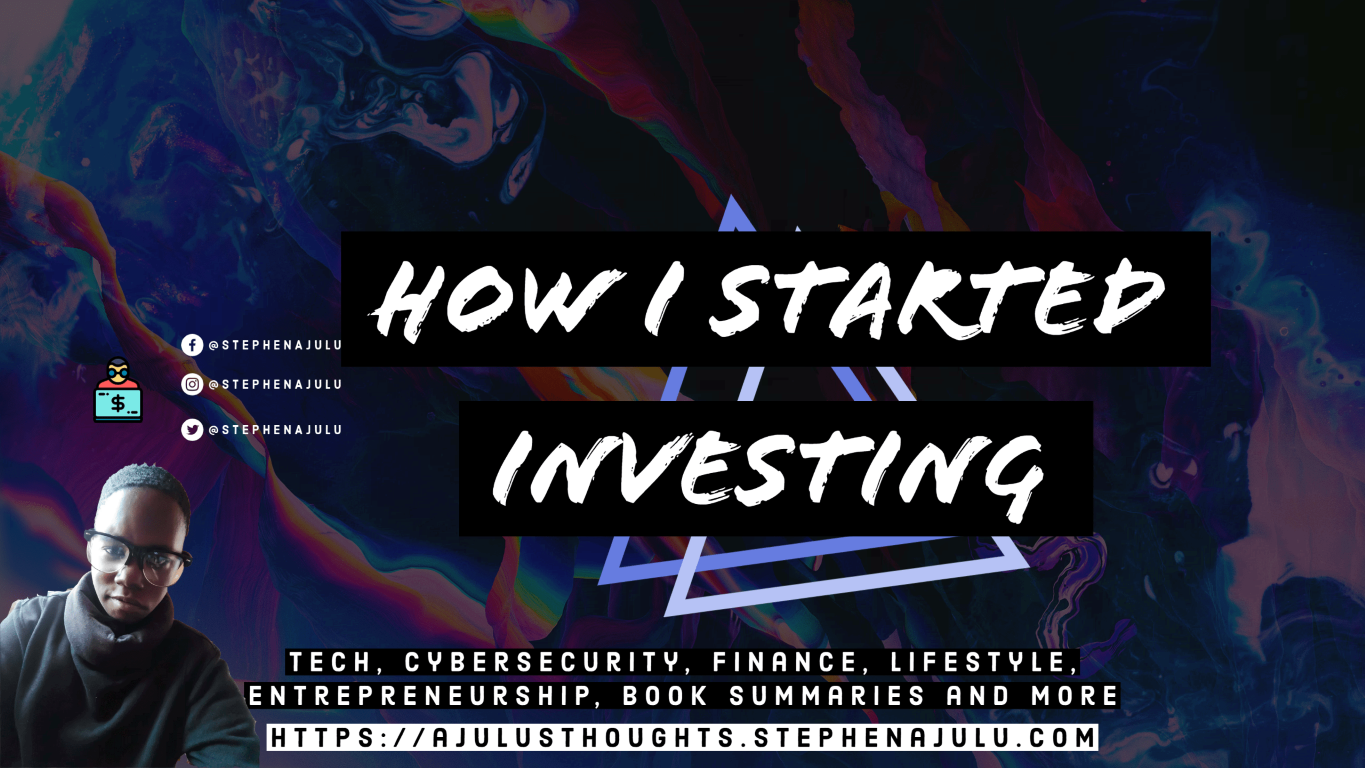 HOW I STARTED
INVESTING
@STEPHENAJULU
@STEPHENAJULU
@STEPHENAJULU
$
TECH, CYBERSECURITY, FINANCE, LIFESTYLE,
ENTREPRENEURSHIP, BOOK SUMMARIES AND MORE
HTTPS://AJULUSTHOUGHTS.STEPHENAJULU.COM